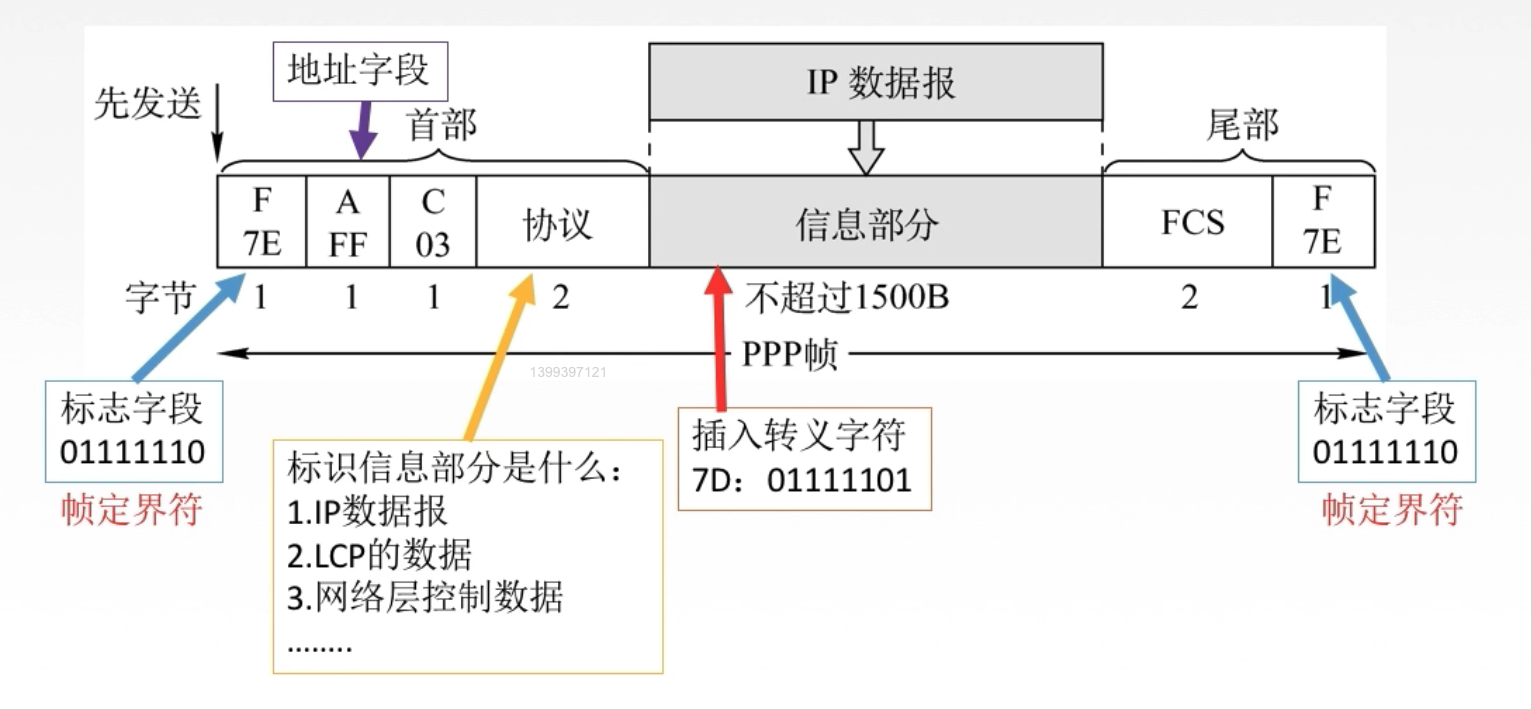 地址字段
IP 数据报
先发送
首部
尾部
F
7E
A
FF
C
03
协议
信息部分
FCS
F
7E
字节
1
1
1
2
不超过1500B
2
1
PPP帧
1399397121
标志字段
01111110
帧定界符
标识信息部分是什么：
1.IP数据报
2.LCP的数据
3.网络层控制数据
........
插入转义字符
7D：01111101
标志字段
01111110
帧定界符